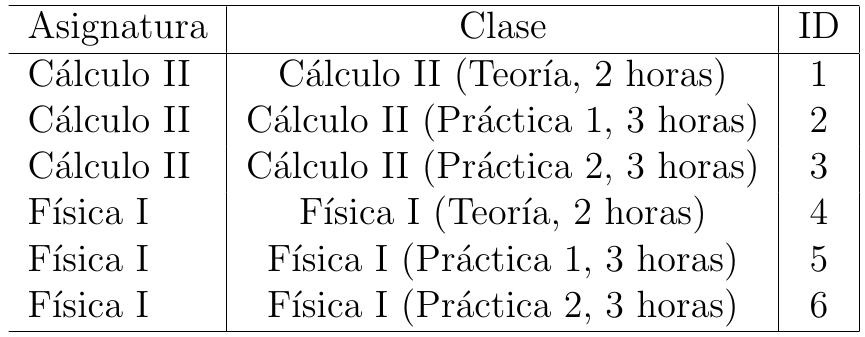 Asignatura Clase ID
Cálculo II Cálculo II (Teoría, 2 horas) 1
Cálculo II Cálculo II (Práctica 1, 3 horas) 2
Cálculo II Cálculo II (Práctica 2, 3 horas) 3
Física I Física I (Teoría, 2 horas) 4
Física I Física I (Práctica 1, 3 horas) 5
Física I Física I (Práctica 2, 3 horas) 6